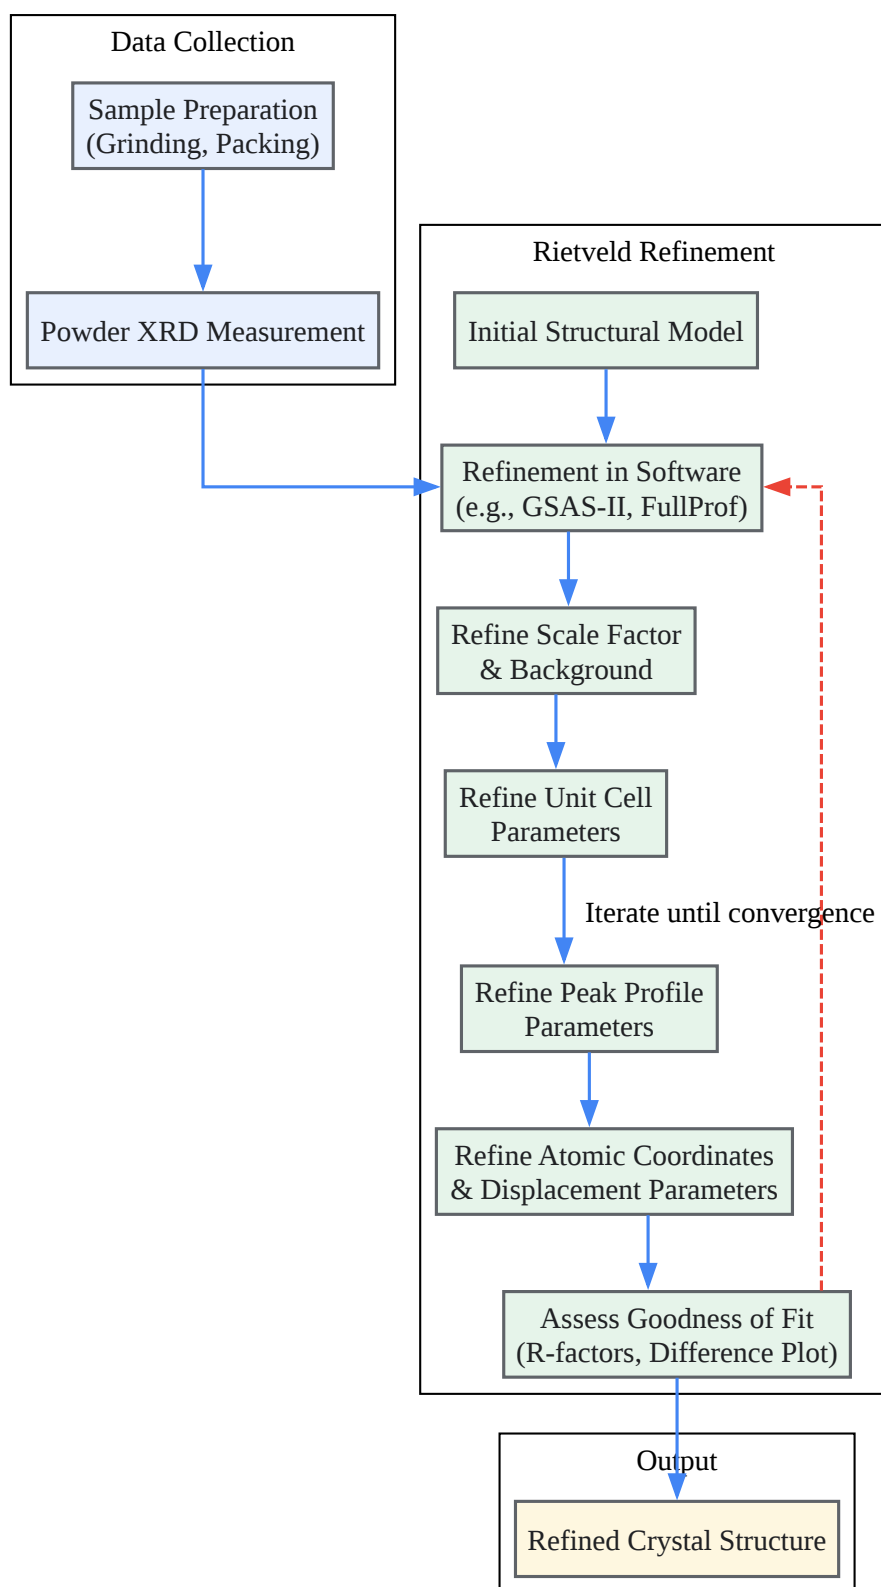 Data Collection
Sample Preparation
(Grinding, Packing)
Powder XRD Measurement
Rietveld Refinement
Initial Structural Model
Refinement in Software
(e.g., GSAS-II, FullProf)
Refine Scale Factor
& Background
Refine Unit Cell
Parameters
Iterate until convergence
Refine Peak Profile
Parameters
Refine Atomic Coordinates
& Displacement Parameters
Assess Goodness of Fit
(R-factors, Difference Plot)
Output
Refined Crystal Structure